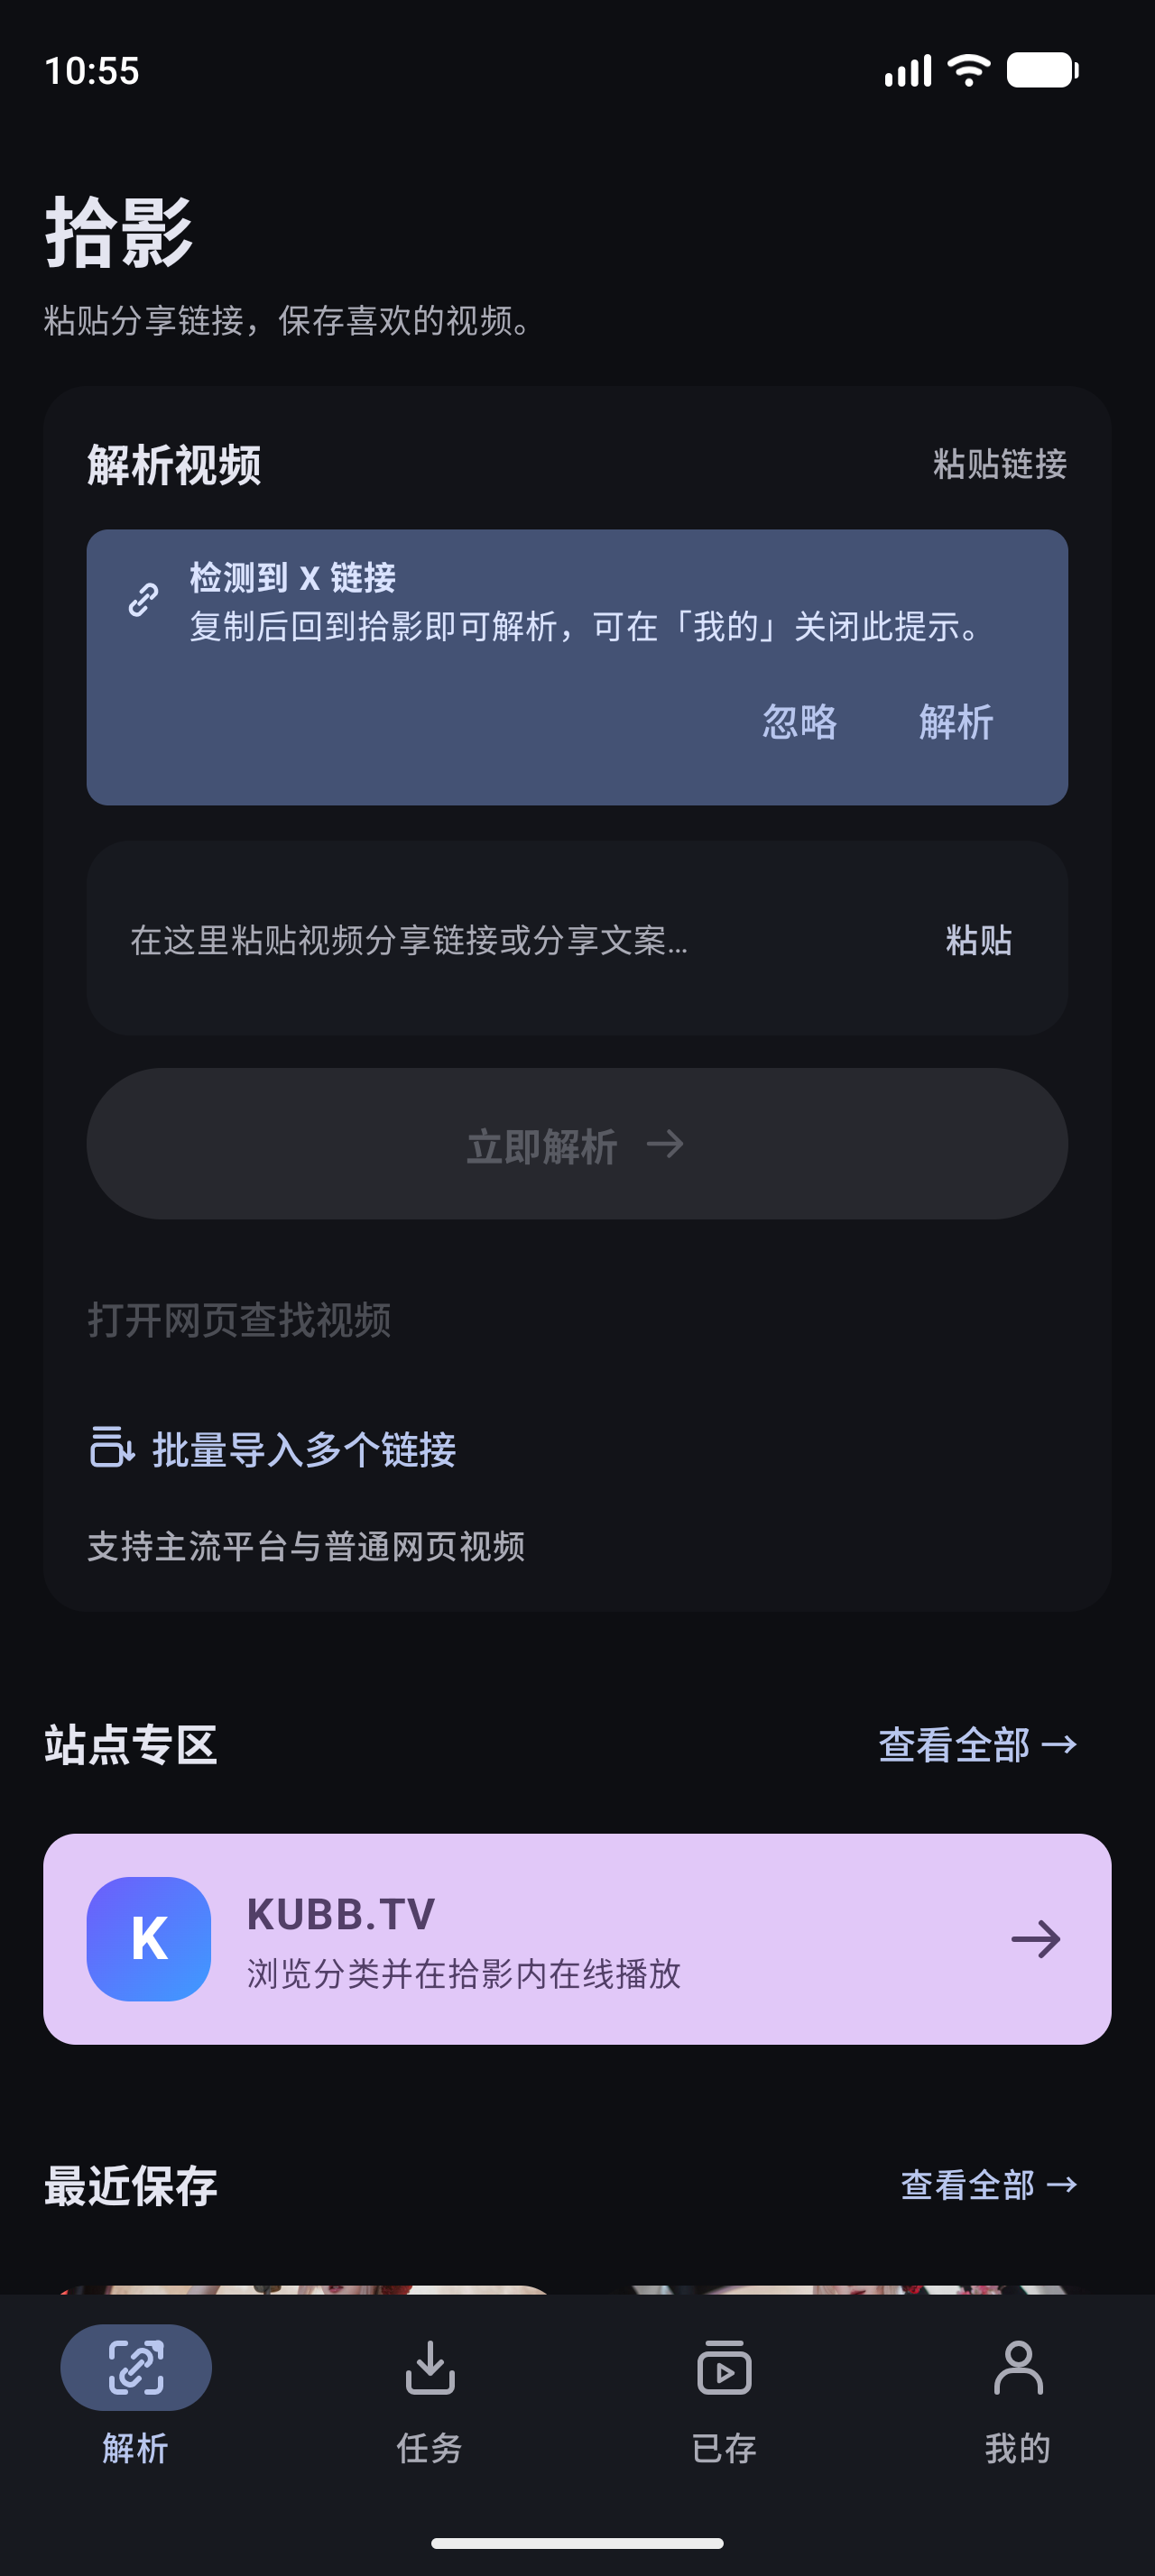 10:55
拾影
粘贴分享链接，保存喜欢的视频。
解析视频
粘贴链接
检测到 X 链接
复制后回到拾影即可解析，可在「我的」关闭此提示。
忽略
解析
在这里粘贴视频分享链接或分享文案...
粘贴
立即解析 →
打开网页查找视频
批量导入多个链接
支持主流平台与普通网页视频
站点专区
查看全部 →
K
KUBB.TV
浏览分类并在拾影内在线播放
最近保存
查看全部 →
解析
任务
已存
我的